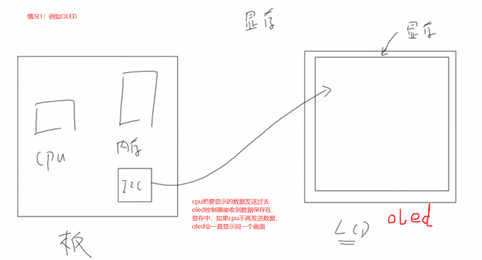 情况1：例如OLED
显存
显存
cpu
内存
I2C
cpu把要显示的数据发送过去
oled控制器接收到数据保存在
显存中，如果cpu不再发送数据，
oled会一直显示同一个画面
板
LCD
oled